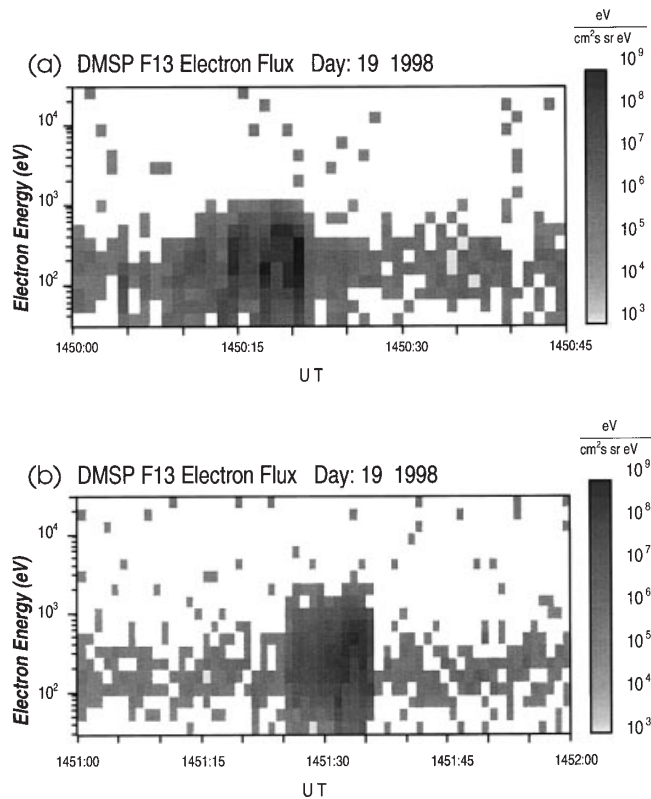 (a) DMSP F13 Electron Flux Day: 19 1998
eV
cm²s sr eV
10⁹
10⁸
10⁷
10⁶
10⁵
10⁴
10³
Electron Energy (eV)
10⁴
10³
10²
1450:00 1450:15 1450:30 1450:45
U T
(b) DMSP F13 Electron Flux Day: 19 1998
eV
cm²s sr eV
10⁹
10⁸
10⁷
10⁶
10⁵
10⁴
10³
Electron Energy (eV)
10⁴
10³
10²
1451:00 1451:15 1451:30 1451:45 1452:00
U T